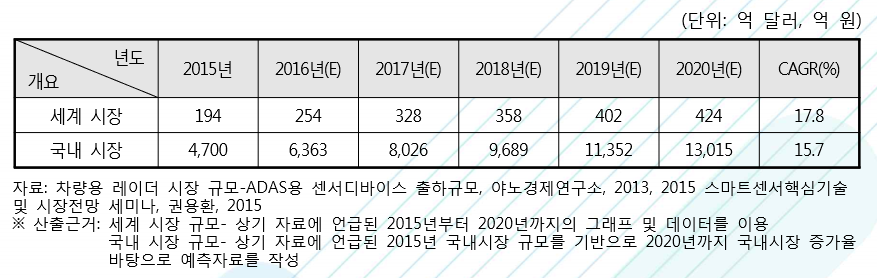 (단위: 억 달러, 억 원)
년도
개요
2015년 2016년(E) 2017년(E) 2018년(E) 2019년(E) 2020년(E) CAGR(%)
세계 시장 194 254 328 358 402 424 17.8
국내 시장 4,700 6,363 8,026 9,689 11,352 13,015 15.7
자료: 차량용 레이더 시장 규모-ADAS용 센서디바이스 출하규모, 야노경제연구소, 2013, 2015 스마트센서핵심기술
및 시장전망 세미나, 권용환, 2015
※ 산출근거: 세계 시장 규모- 상기 자료에 언급된 2015년부터 2020년까지의 그래프 및 데이터를 이용
국내 시장 규모- 상기 자료에 언급된 2015년 국내시장 규모를 기반으로 2020년까지 국내시장 증가율
바탕으로 예측자료를 작성